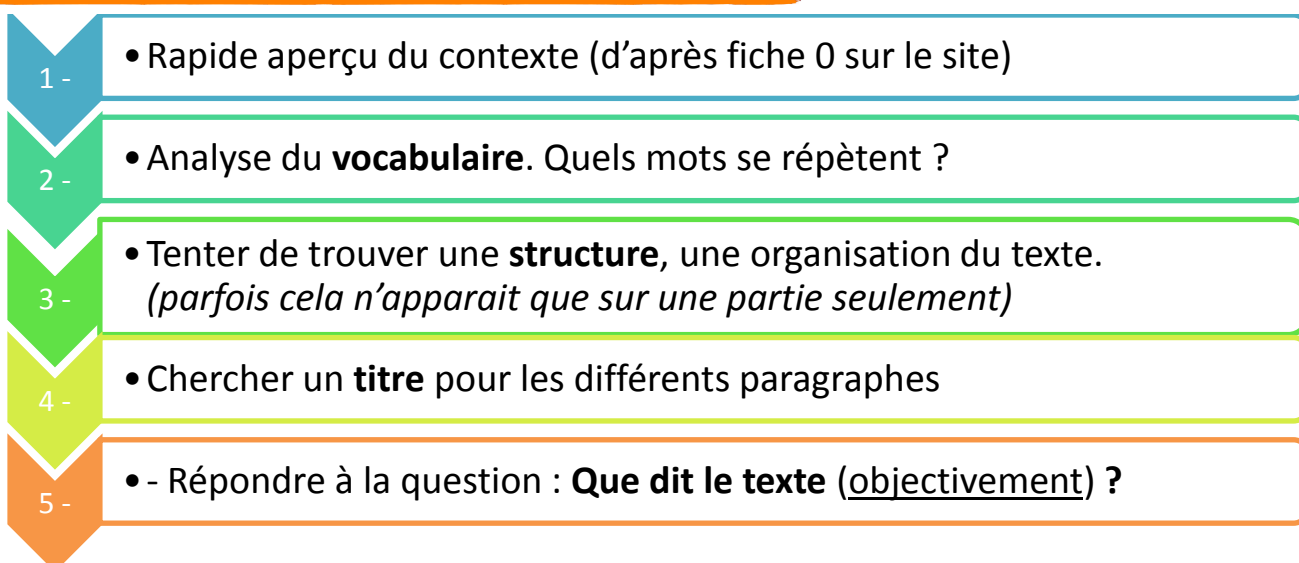 1 -
•Rapide aperçu du contexte (d’après fiche 0 sur le site)
2 -
•Analyse du vocabulaire. Quels mots se répètent ?
3 -
•Tenter de trouver une structure, une organisation du texte.
(parfois cela n’apparait que sur une partie seulement)
4 -
•Chercher un titre pour les différents paragraphes
5 -
•- Répondre à la question : Que dit le texte (objectivement) ?